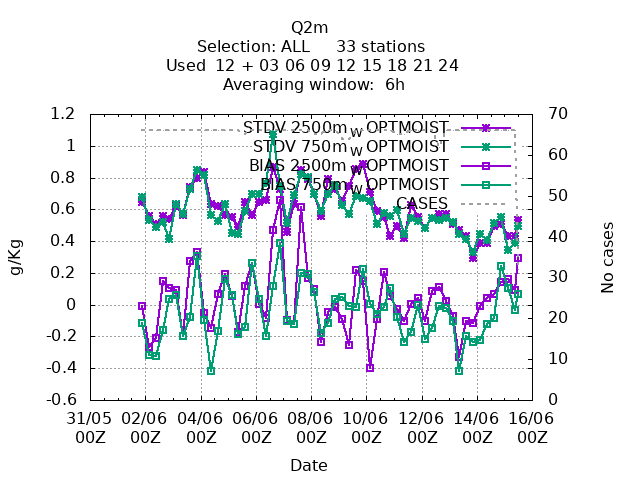 Q2m
Selection: ALL 33 stations
Used 12 + 03 06 09 12 15 18 21 24
Averaging window: 6h
g/Kg
1.2
1
0.8
0.6
0.4
0.2
0
-0.2
-0.4
-0.6
STDV 2500m w OPTMOIST
STDV 750m w OPTMOIST
BIAS 2500m w OPTMOIST
BIAS 750m w OPTMOIST
CASES
70
60
50
40
30
20
10
0
No cases
31/05 02/06 04/06 06/06 08/06 10/06 12/06 14/06 16/06
00Z 00Z 00Z 00Z 00Z 00Z 00Z 00Z 00Z
Date